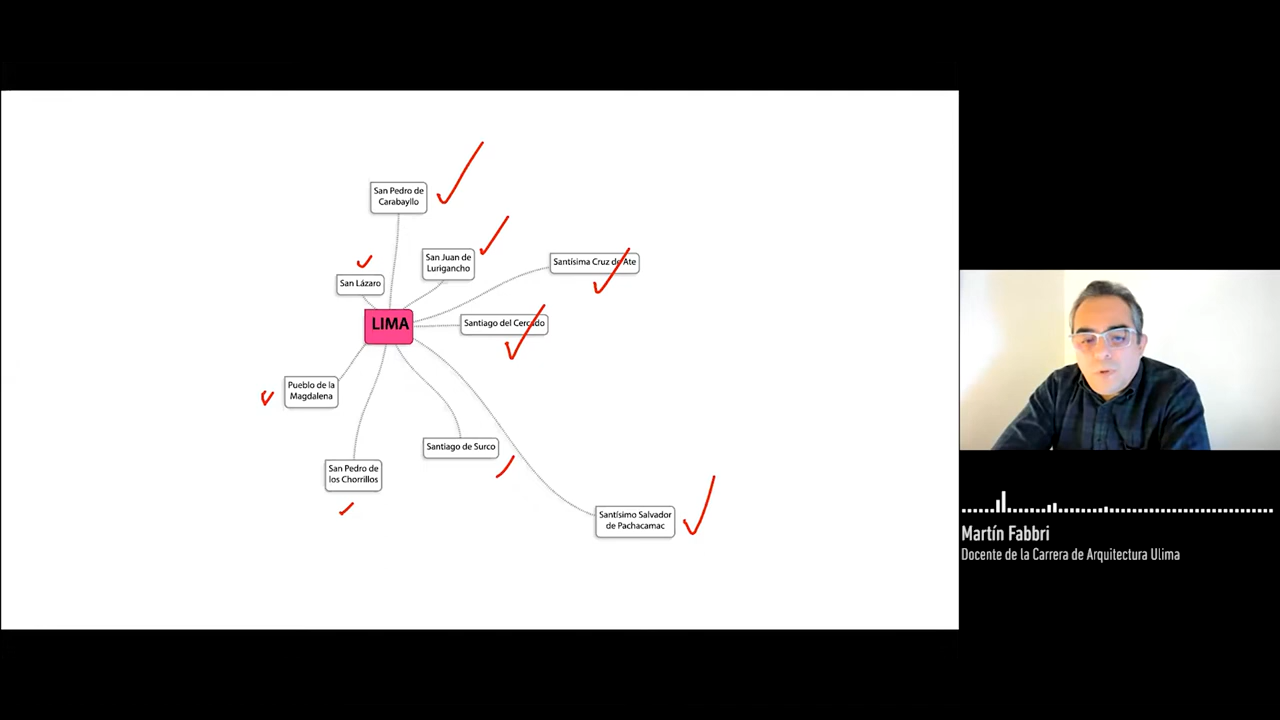 San Pedro de
Carabayllo
San Juan de
Lurigancho
Santísima Cruz de Ate
San Lázaro
LIMA
Santiago del Cercado
Pueblo de la
Magdalena
Santiago de Surco
San Pedro de
los Chorrillos
Santísimo Salvador
de Pachacamac
Martín Fabbri
Docente de la Carrera de Arquitectura Ulima